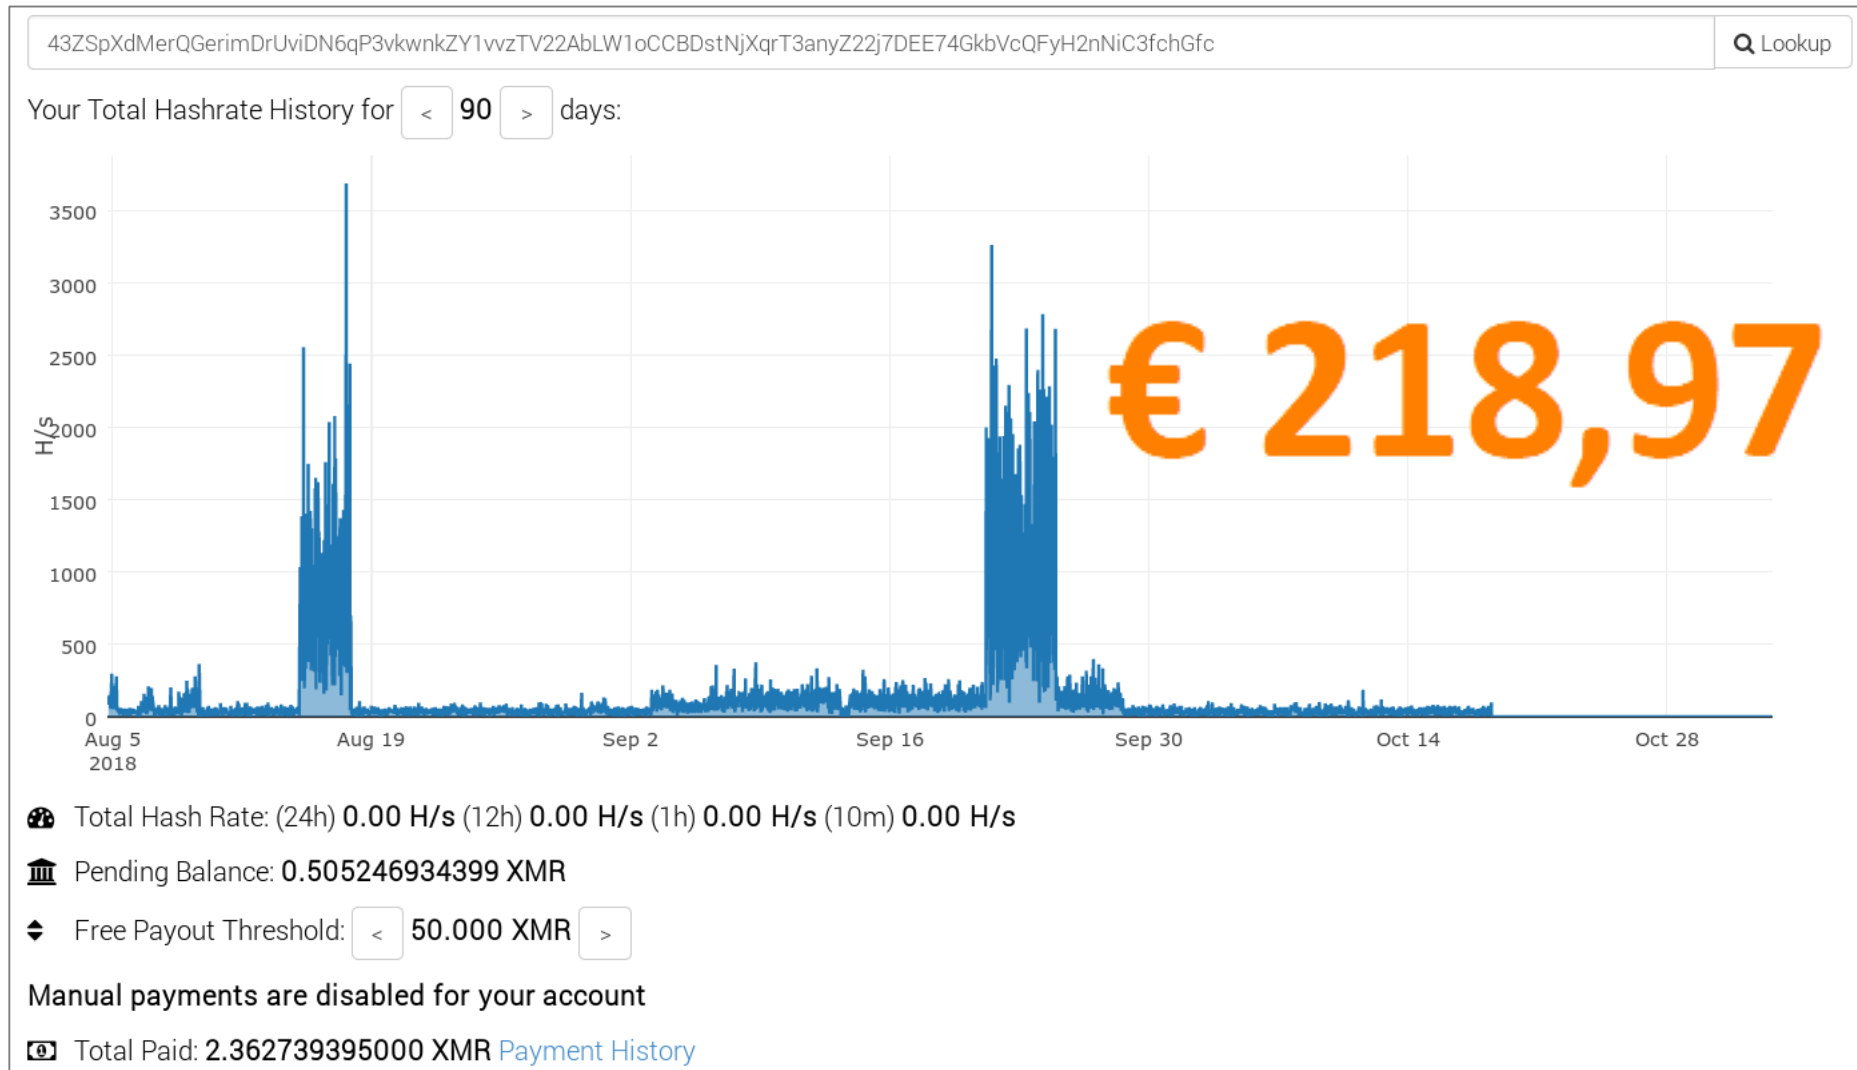 43ZSpXdMerQGerimDrUviDN6qP3vkwnkZY1vvzTV22AbLW1oCCBDstNjXqrT3anyZ22j7DEE74GkbVcQFyH2nNiC3fchGfc
Lookup
Your Total Hashrate History for < 90 > days:
3500
3000
2500
2000
1500
1000
500
0
H/s
€ 218,97
Aug 5
2018
Aug 19
Sep 2
Sep 16
Sep 30
Oct 14
Oct 28
Total Hash Rate: (24h) 0.00 H/s (12h) 0.00 H/s (1h) 0.00 H/s (10m) 0.00 H/s
Pending Balance: 0.505246934399 XMR
Free Payout Threshold: < 50.000 XMR >
Manual payments are disabled for your account
Total Paid: 2.362739395000 XMR Payment History